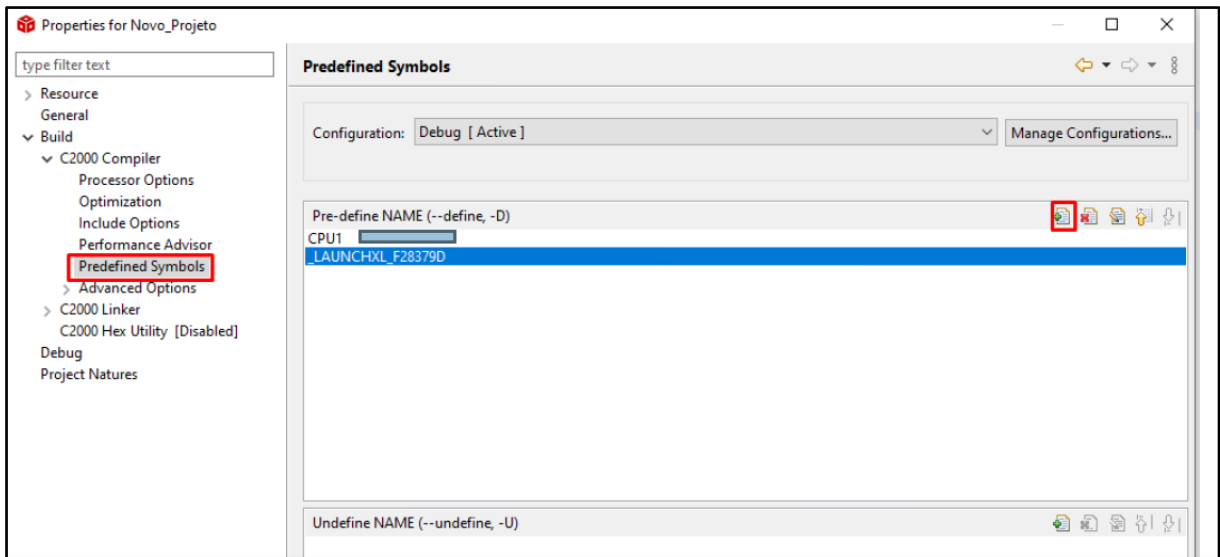 Properties for Novo_Projeto
type filter text
Predefined Symbols
Resource
General
Build
C2000 Compiler
Processor Options
Optimization
Include Options
Performance Advisor
Predefined Symbols
Advanced Options
C2000 Linker
C2000 Hex Utility [Disabled]
Debug
Project Natures
Configuration: Debug [ Active ] Manage Configurations...
Pre-define NAME (--define, -D)
CPU1
_LAUNCHXL_F28379D
Undefine NAME (--undefine, -U)